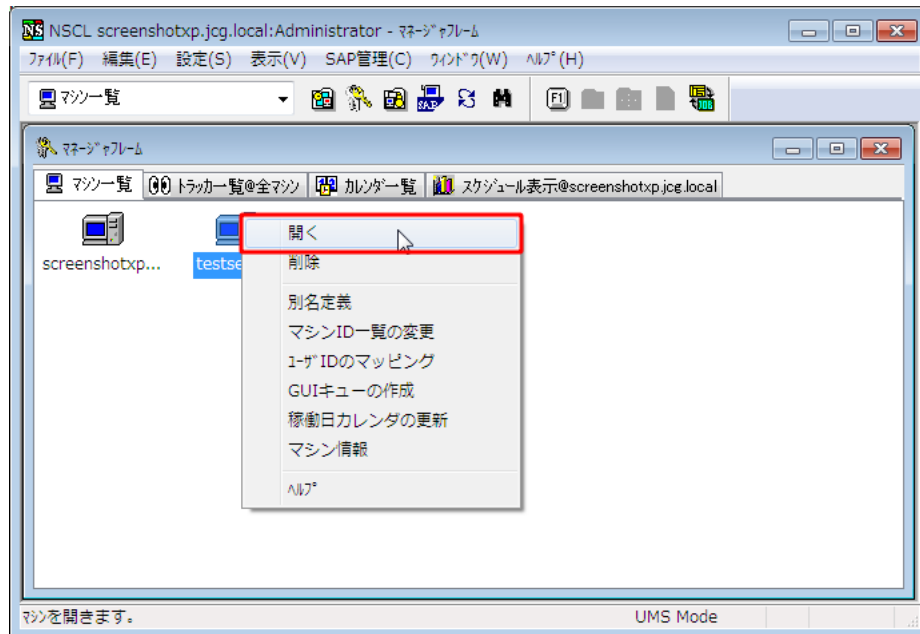 NSCL screenshotxp.jcg.local:Administrator - ﾏﾈｰｼﾞｬﾌﾚｰﾑ
ﾌｧｲﾙ(F) 編集(E) 設定(S) 表示(V) SAP管理(C) ｳｨﾝﾄﾞｳ(W) ﾍﾙﾌﾟ(H)
ﾏｼﾝ一覧 SAP F1 JOB
ﾏﾈｰｼﾞｬﾌﾚｰﾑ
ﾏｼﾝ一覧 ﾄﾗｯｶ一覧@全ﾏｼﾝ ｶﾚﾝﾀﾞ一覧 ｽｹｼﾞｭｰﾙ表示@screenshotxp.jcg.local
screenshotxp... testse
開く
削除
別名定義
マシンID一覧の変更
ﾕｰｻﾞIDのマッピング
GUIキューの作成
稼働日カレンダの更新
マシン情報
ﾍﾙﾌﾟ
ﾏｼﾝを開きます。 UMS Mode